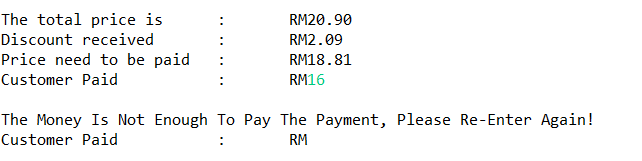 The total price is : RM20.90
Discount received : RM2.09
Price need to be paid : RM18.81
Customer Paid : RM16
The Money Is Not Enough To Pay The Payment, Please Re-Enter Again!
Customer Paid : RM